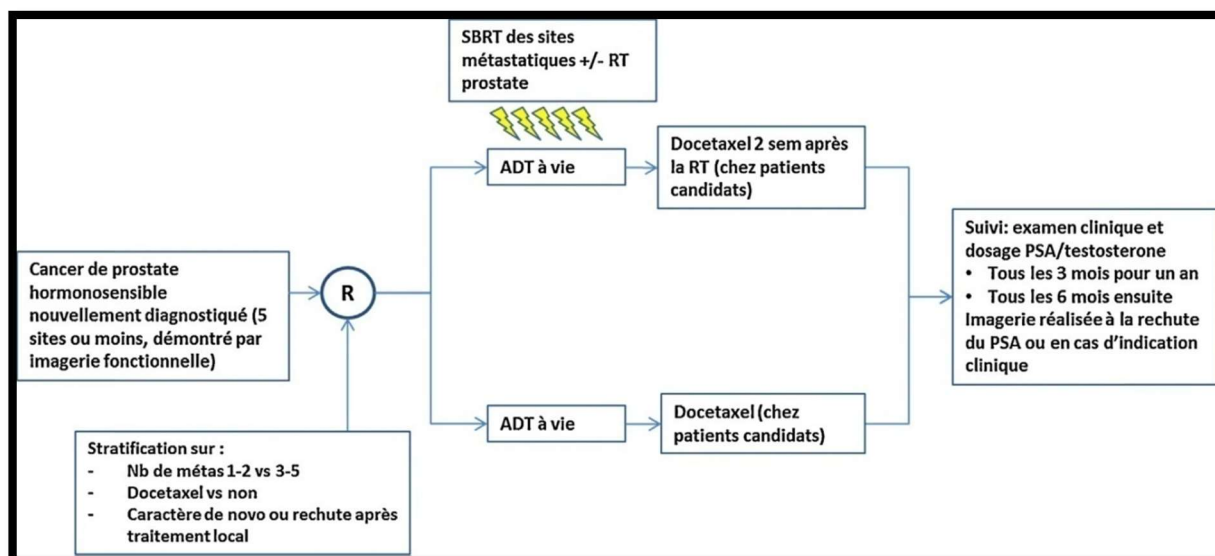 SBRT des sites
métastatiques +/- RT
prostate
ADT à vie
Docetaxel 2 sem après
la RT (chez patients
candidats)
Cancer de prostate
hormonosensible
nouvellement diagnostiqué (5
sites ou moins, démontré par
imagerie fonctionnelle)
R
Suivi: examen clinique et
dosage PSA/testosterone
• Tous les 3 mois pour un an
• Tous les 6 mois ensuite
Imagerie réalisée à la rechute
du PSA ou en cas d'indication
clinique
ADT à vie
Docetaxel (chez
patients candidats)
Stratification sur :
- Nb de métas 1-2 vs 3-5
- Docetaxel vs non
- Caractère de novo ou rechute après
traitement local